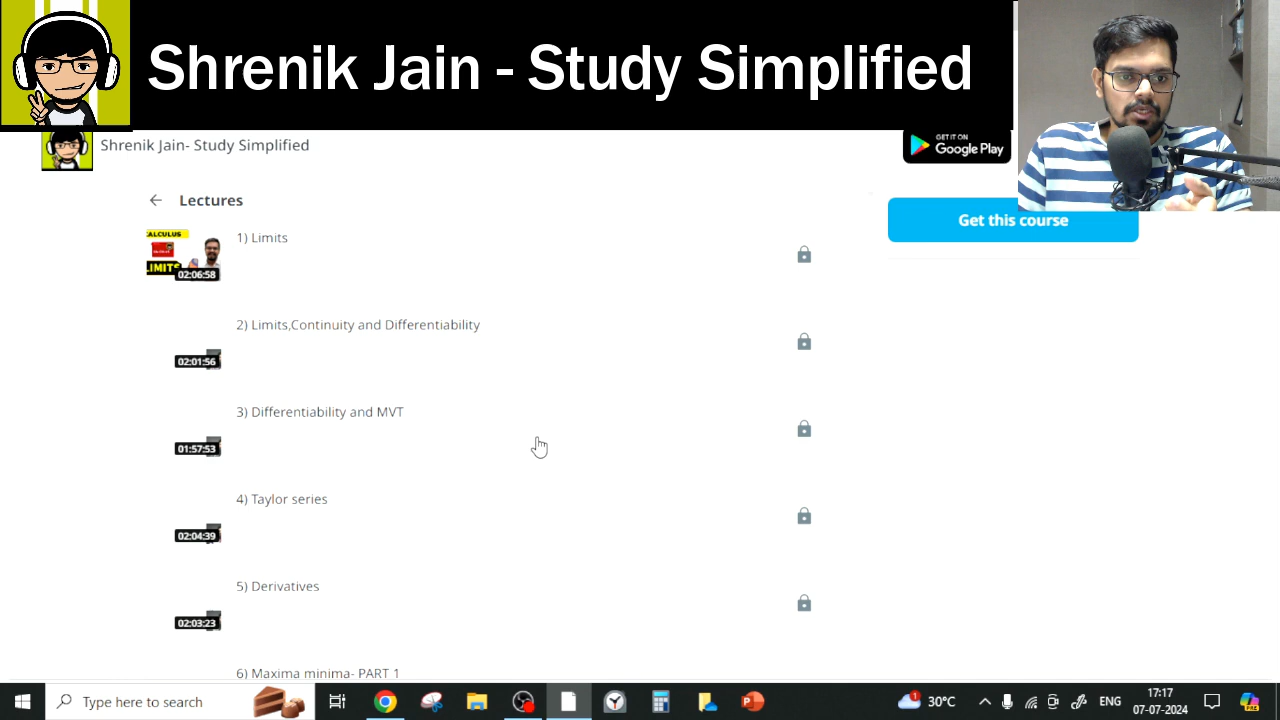 Shrenik Jain - Study Simplified
Shrenik Jain- Study Simplified
GET IT ON
Google Play
Lectures
Get this course
CALCULUS
LIMITS
02:06:58
1) Limits
2) Limits,Continuity and Differentiability
02:01:56
3) Differentiability and MVT
01:57:53
4) Taylor series
02:04:39
5) Derivatives
02:03:23
6) Maxima minima- PART 1
Type here to search
1
30°C
ENG
17:17
07-07-2024